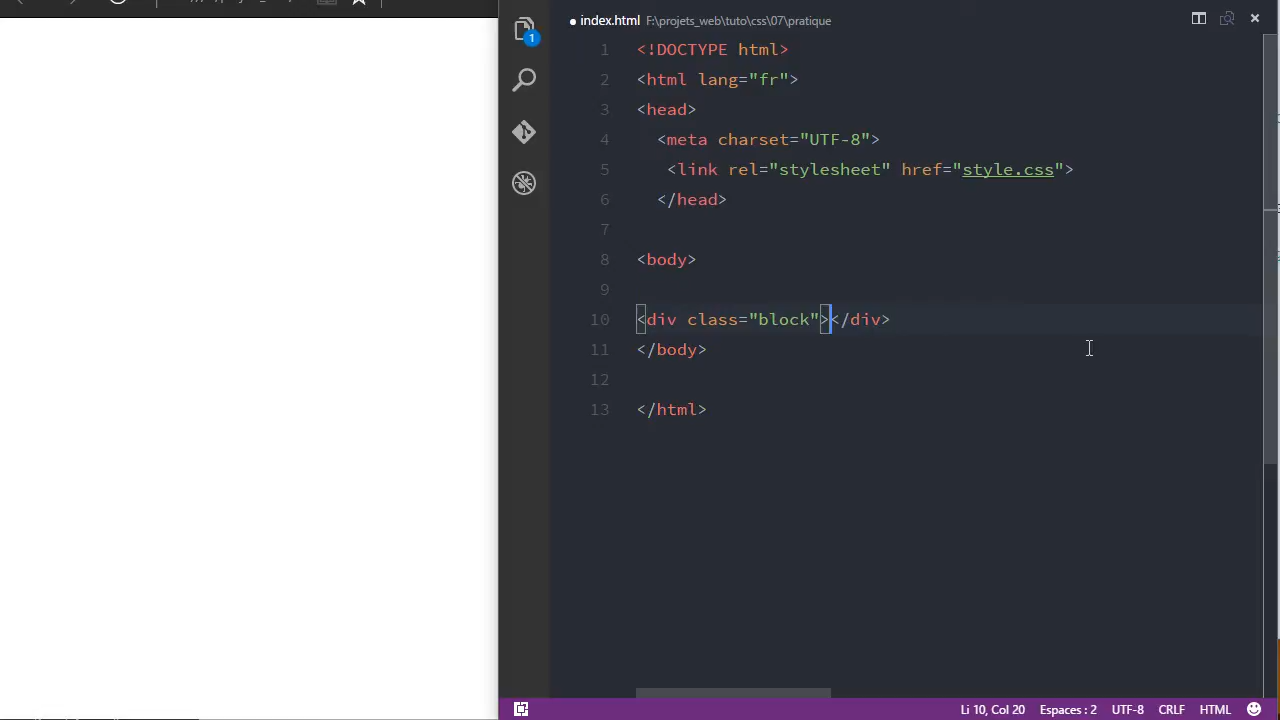 index.html F:\projets_web\tuto\css\07\pratique
1
1 <!DOCTYPE html>
2 <html lang="fr">
3 <head>
4 <meta charset="UTF-8">
5 <link rel="stylesheet" href="style.css">
6 </head>
7
8 <body>
9
10 <div class="block"></div>
11 </body>
12
13 </html>
Li 10, Col 20 Espaces : 2 UTF-8 CRLF HTML